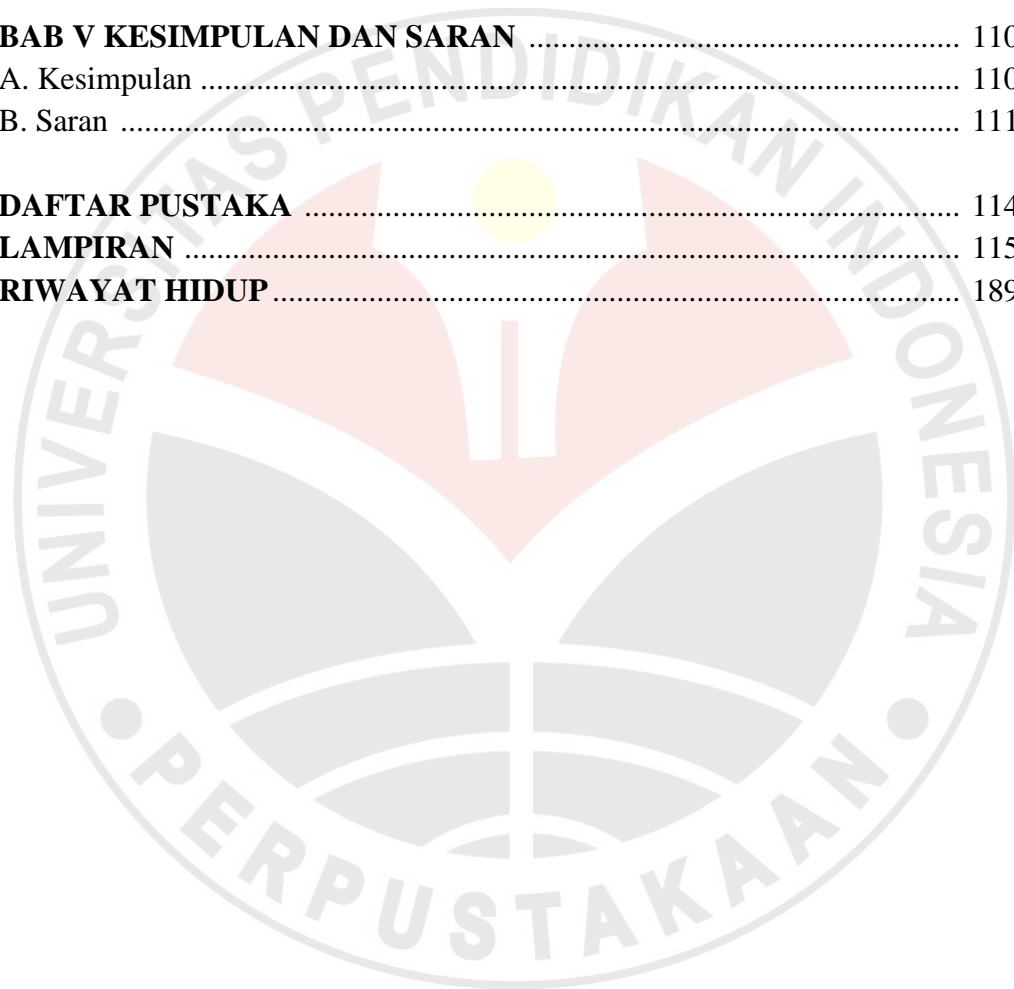 BAB V KESIMPULAN DAN SARAN ........................................................ 110
A. Kesimpulan ........................................................................................ 110
B. Saran .................................................................................................. 111
DAFTAR PUSTAKA .............................................................................. 114
LAMPIRAN ............................................................................................ 115
RIWAYAT HIDUP .................................................................................. 189
UNIVERSITAS PENDIDIKAN INDONESIA
PERPUSTAKAAN